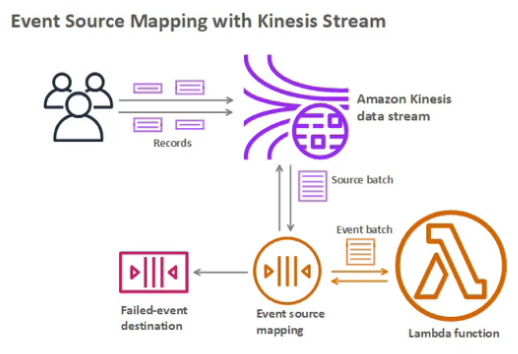 Event Source Mapping with Kinesis Stream
Amazon Kinesis
data stream
Records
Source batch
Event batch
Failed-event
destination
Event source
mapping
Lambda function